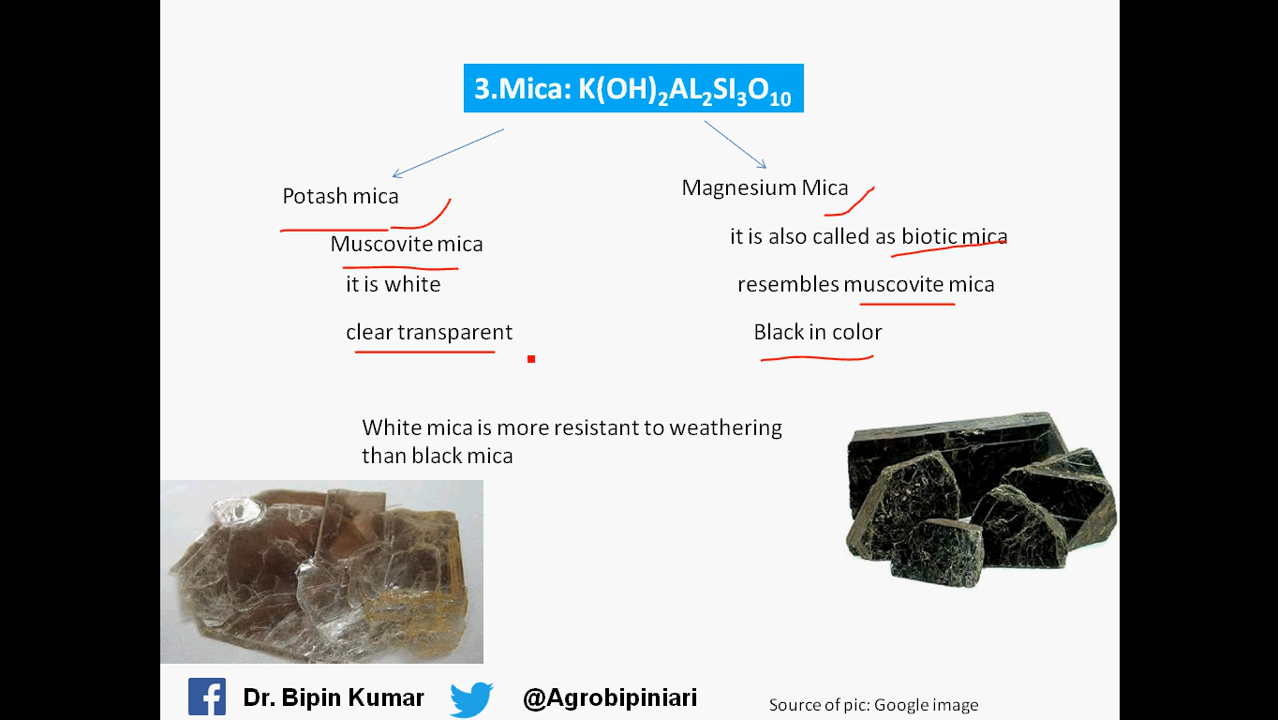 3.Mica: K(OH)₂AL₂SI₃O₁₀
Potash mica
Muscovite mica
it is white
clear transparent
Magnesium Mica
it is also called as biotic mica
resembles muscovite mica
Black in color
White mica is more resistant to weathering
than black mica
Dr. Bipin Kumar
@Agrobipiniari
Source of pic: Google image